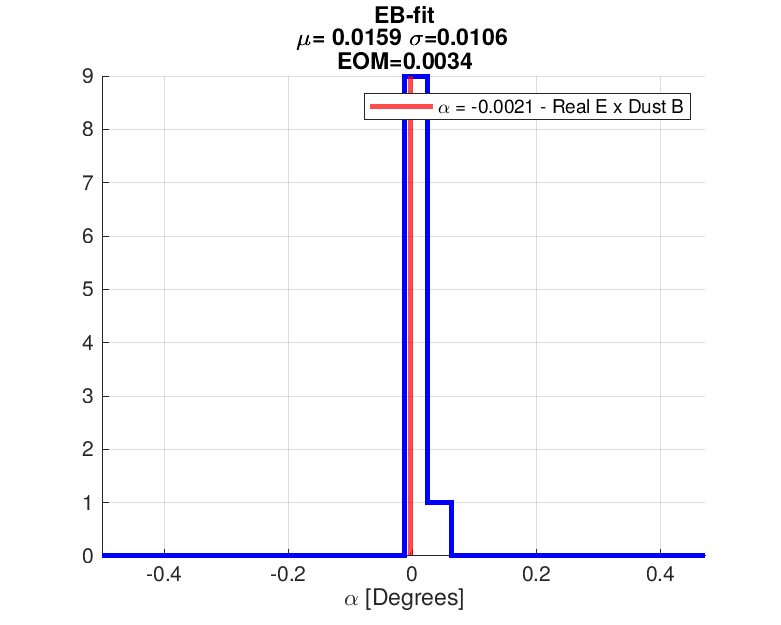 EB-fit
μ= 0.0159 σ=0.0106
EOM=0.0034
9
8
7
6
5
4
3
2
1
0
α = -0.0021 - Real E x Dust B
-0.4 -0.2 0 0.2 0.4
α [Degrees]